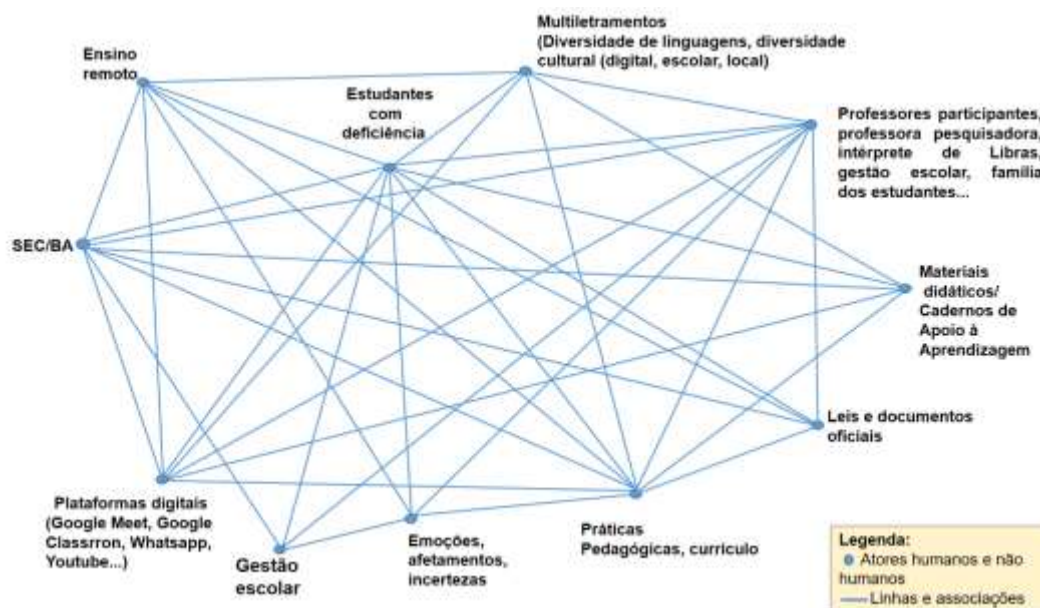 Multiletramentos
(Diversidade de linguagens, diversidade
cultural (digital, escolar, local)
Ensino
remoto
Estudantes
com
deficiência
Professores participantes,
professora pesquisadora,
intérprete de Libras,
gestão escolar, família
dos estudantes...
SEC/BA
Materiais
didáticos/
Cadernos de
Apoio à
Aprendizagem
Leis e documentos
oficiais
Plataformas digitais
(Google Meet, Google
Classrron, Whatsapp,
Youtube...)
Gestão
escolar
Emoções,
afetamentos,
incertezas
Práticas
Pedagógicas, currículo
Legenda:
Atores humanos e não
humanos
Linhas e associações